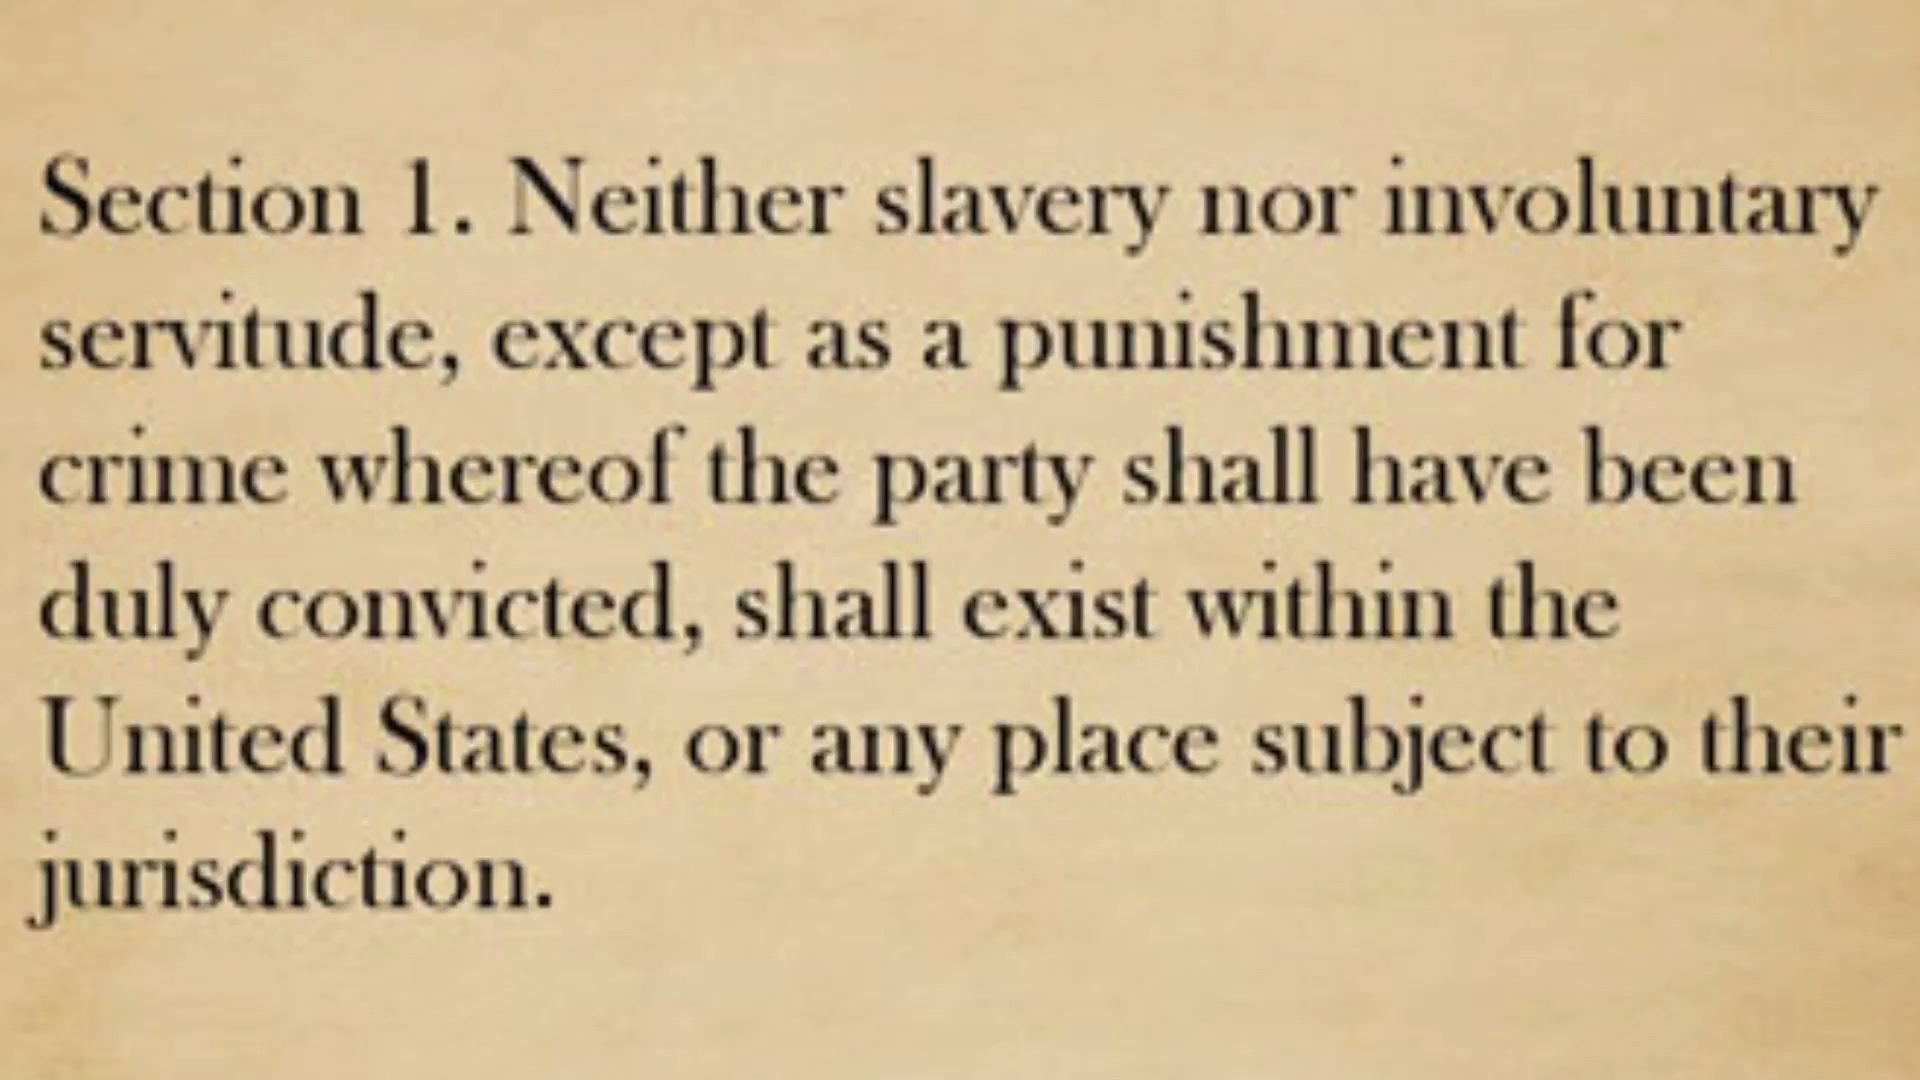 Section 1. Neither slavery nor involuntary
servitude, except as a punishment for
crime whereof the party shall have been
duly convicted, shall exist within the
United States, or any place subject to their
jurisdiction.